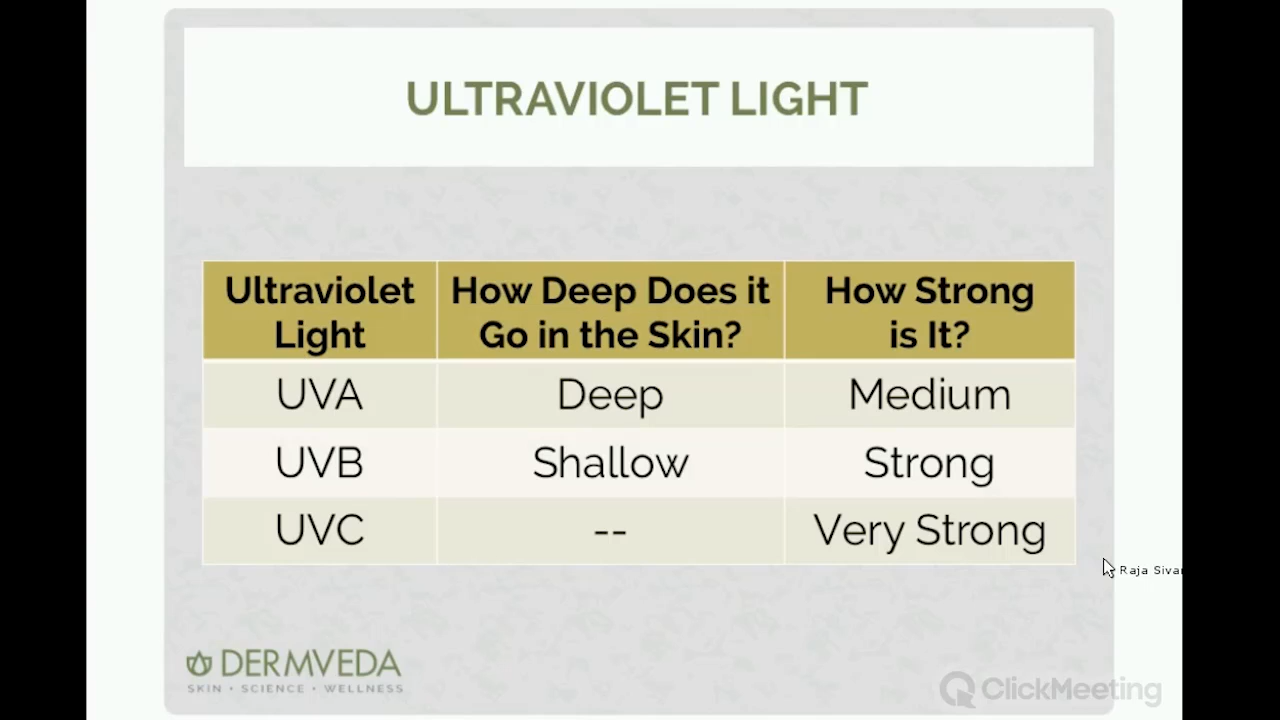 ULTRAVIOLET LIGHT
Ultraviolet Light
How Deep Does it Go in the Skin?
How Strong is It?
UVA
Deep
Medium
UVB
Shallow
Strong
UVC
--
Very Strong
Raja
DERMVEDA
SKIN • SCIENCE • WELLNESS
ClickMeeting